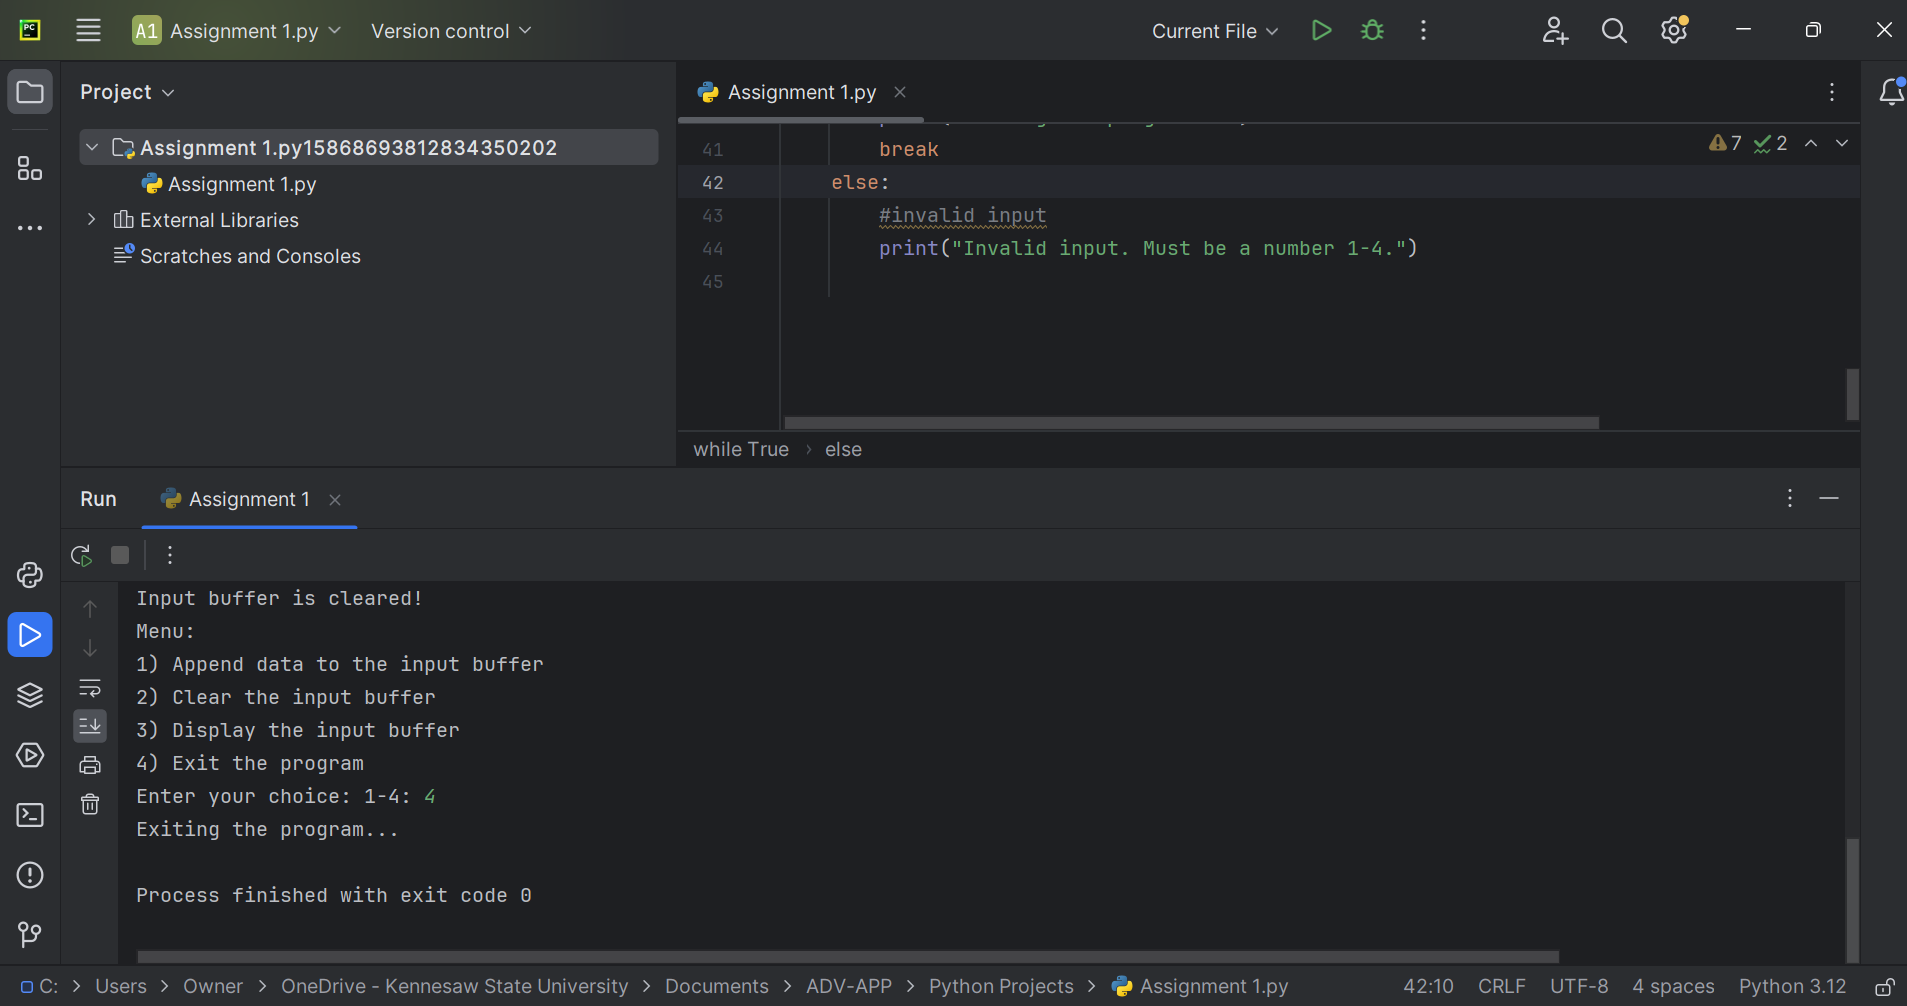 PC
A1 Assignment 1.py
Version control
Current File
Project
Assignment 1.py15868693812834350202
Assignment 1.py
External Libraries
Scratches and Consoles
Assignment 1.py
7 2
41 break
42 else:
43 #invalid input
44 print("Invalid input. Must be a number 1-4.")
45
while True › else
Run
Assignment 1
Input buffer is cleared!
Menu:
1) Append data to the input buffer
2) Clear the input buffer
3) Display the input buffer
4) Exit the program
Enter your choice: 1-4: 4
Exiting the program...
Process finished with exit code 0
C: > Users > Owner > OneDrive - Kennesaw State University > Documents > ADV-APP > Python Projects > Assignment 1.py
42:10 CRLF UTF-8 4 spaces Python 3.12